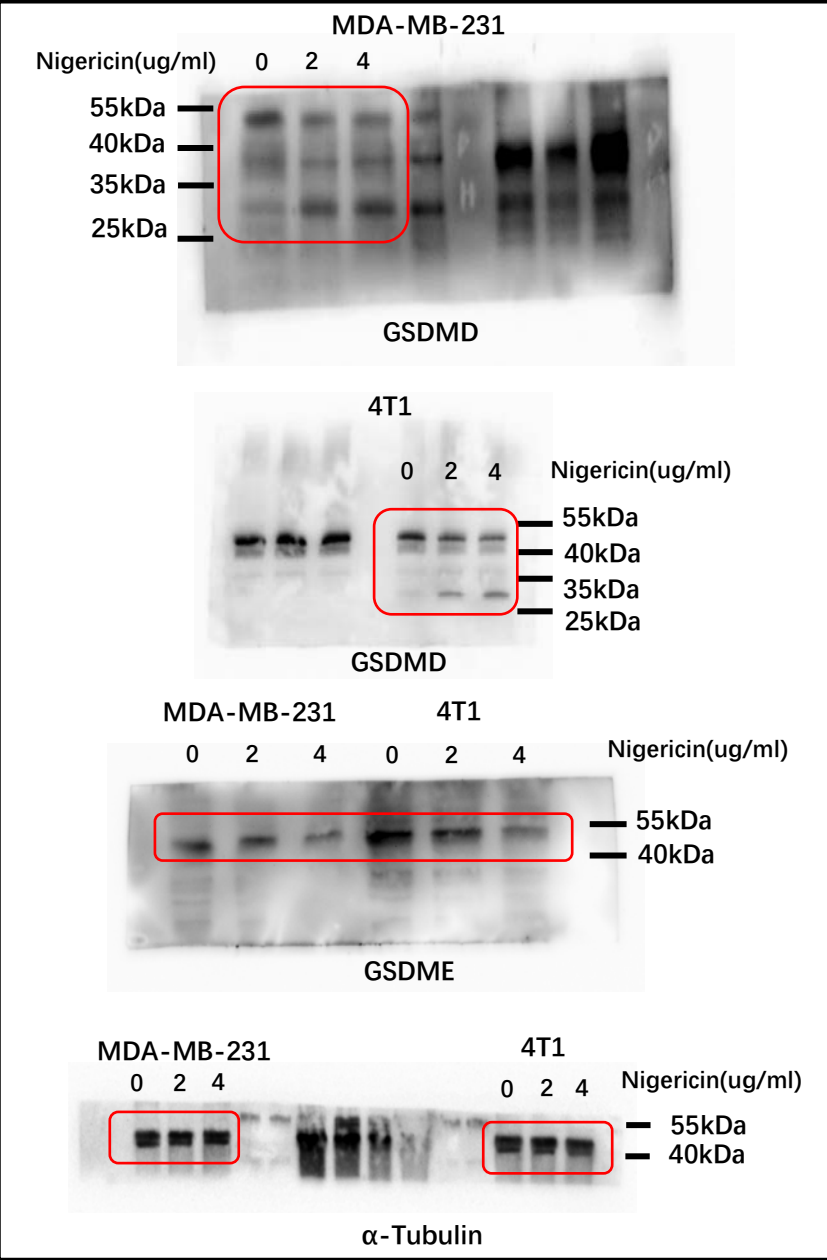 MDA-MB-231
Nigericin(ug/ml) 0 2 4
55kDa
40kDa
35kDa
25kDa
P
H
P
GSDMD
4T1
0 2 4 Nigericin(ug/ml)
55kDa
40kDa
35kDa
25kDa
GSDMD
MDA-MB-231 4T1
0 2 4 0 2 4 Nigericin(ug/ml)
55kDa
40kDa
GSDME
MDA-MB-231 4T1
0 2 4 0 2 4 Nigericin(ug/ml)
55kDa
40kDa
α-Tubulin